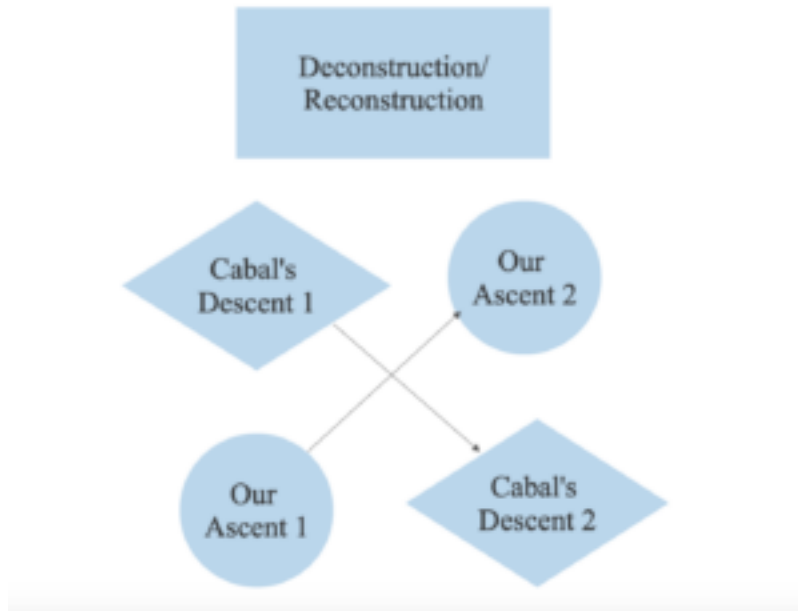 Deconstruction/
Reconstruction
Cabal's
Descent 1
Our
Ascent 2
Our
Ascent 1
Cabal's
Descent 2